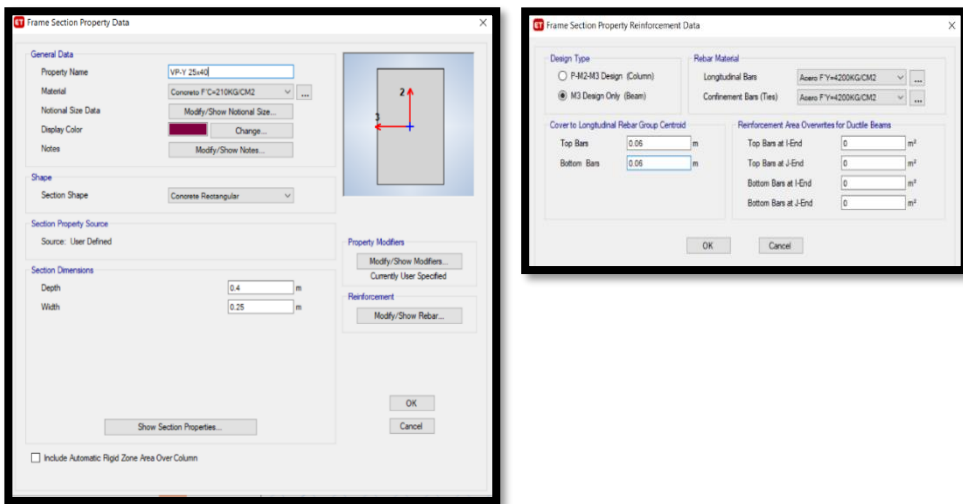 ET Frame Section Property Data
General Data
Property Name VP-Y 25x40
Material Concreto F'C=210KG/CM2 ...
Notional Size Data Modify/Show Notional Size...
Display Color Change...
Notes Modify/Show Notes...
Shape
Section Shape Concrete Rectangular
Section Property Source
Source: User Defined
Section Dimensions
Depth 0.4 m
Width 0.25 m
Show Section Properties...
Include Automatic Rigid Zone Area Over Column
2
3
Property Modifiers
Modify/Show Modifiers...
Currently User Specified
Reinforcement
Modify/Show Rebar...
OK
Cancel
ET Frame Section Property Reinforcement Data
Design Type
P-M2-M3 Design (Column)
M3 Design Only (Beam)
Rebar Material
Longitudinal Bars Acero F'Y=4200KG/CM2 ...
Confinement Bars (Ties) Acero F'Y=4200KG/CM2 ...
Cover to Longitudinal Rebar Group Centroid
Top Bars 0.06 m
Bottom Bars 0.06 m
Reinforcement Area Overwrites for Ductile Beams
Top Bars at I-End 0 m²
Top Bars at J-End 0 m²
Bottom Bars at I-End 0 m²
Bottom Bars at J-End 0 m²
OK Cancel